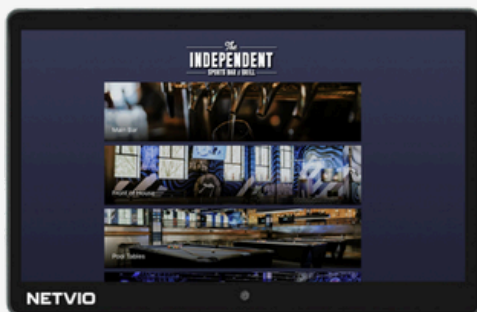 The
INDEPENDENT
SPORTS BAR & GRILL
Main Bar
Front of House
Pool Tables
NETVIO